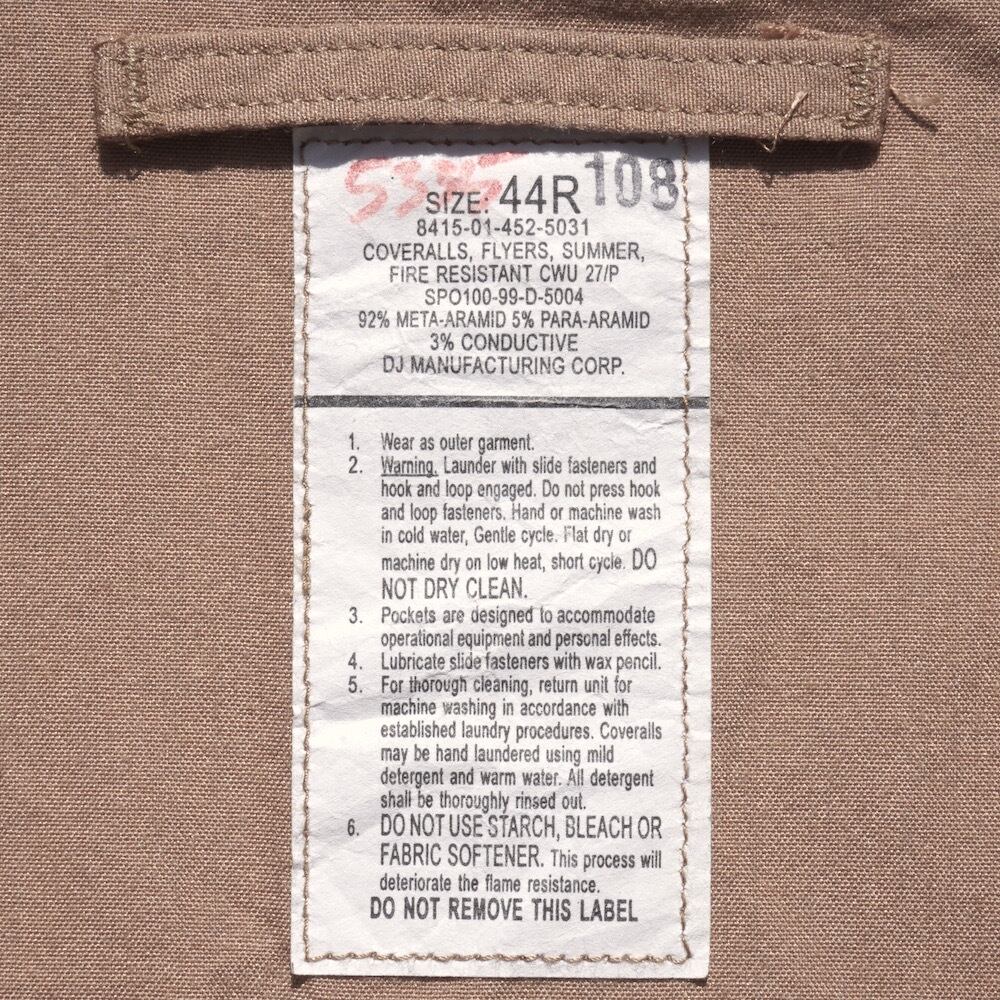 SIZE: 44R 108
8415-01-452-5031
COVERALLS, FLYERS, SUMMER,
FIRE RESISTANT CWU 27/P
SPO100-99-D-5004
92% META-ARAMID 5% PARA-ARAMID
3% CONDUCTIVE
DJ MANUFACTURING CORP.
1. Wear as outer garment.
2. Warning. Launder with slide fasteners and
hook and loop engaged. Do not press hook
and loop fasteners. Hand or machine wash
in cold water, Gentle cycle. Flat dry or
machine dry on low heat, short cycle. DO
NOT DRY CLEAN.
3. Pockets are designed to accommodate
operational equipment and personal effects.
4. Lubricate slide fasteners with wax pencil.
5. For thorough cleaning, return unit for
machine washing in accordance with
established laundry procedures. Coveralls
may be hand laundered using mild
detergent and warm water. All detergent
shall be thoroughly rinsed out.
6. DO NOT USE STARCH, BLEACH OR
FABRIC SOFTENER. This process will
deteriorate the flame resistance.
DO NOT REMOVE THIS LABEL